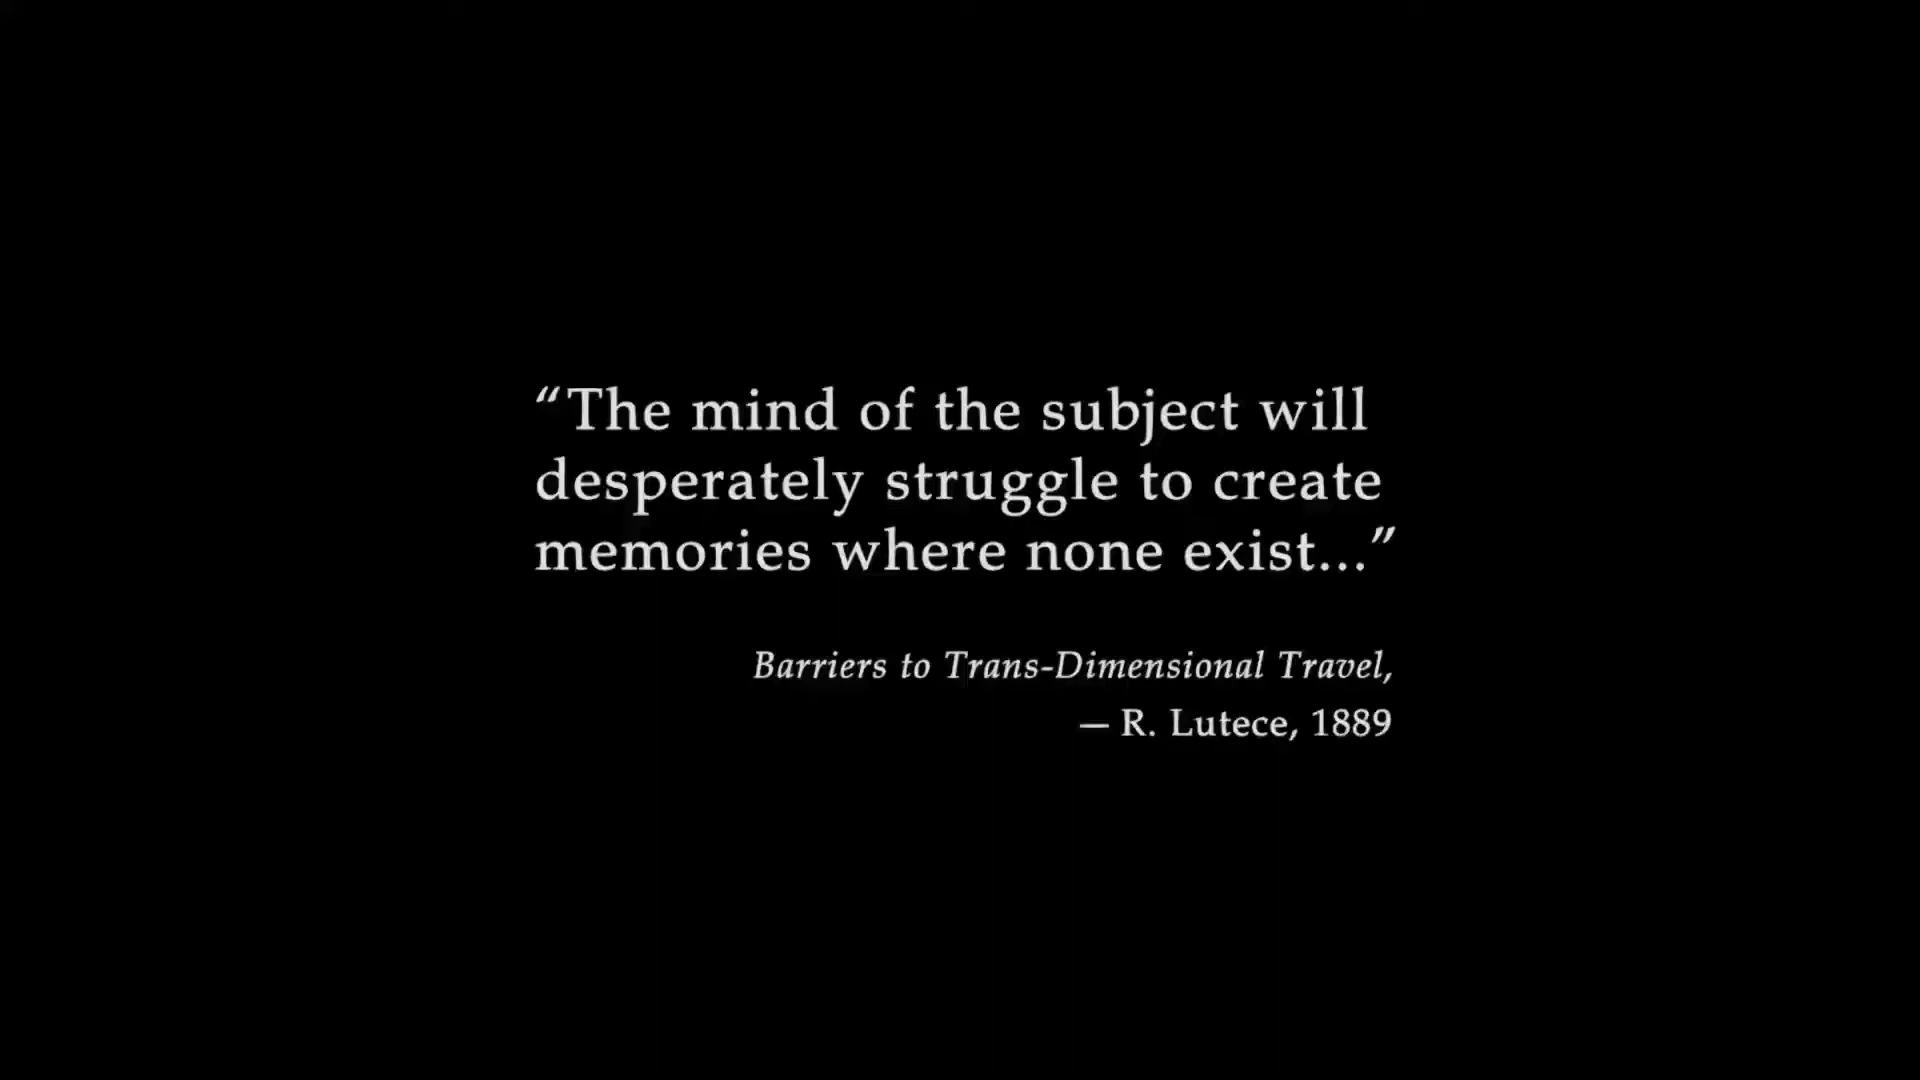 “The mind of the subject will
desperately struggle to create
memories where none exist...”
Barriers to Trans-Dimensional Travel,
— R. Lutece, 1889